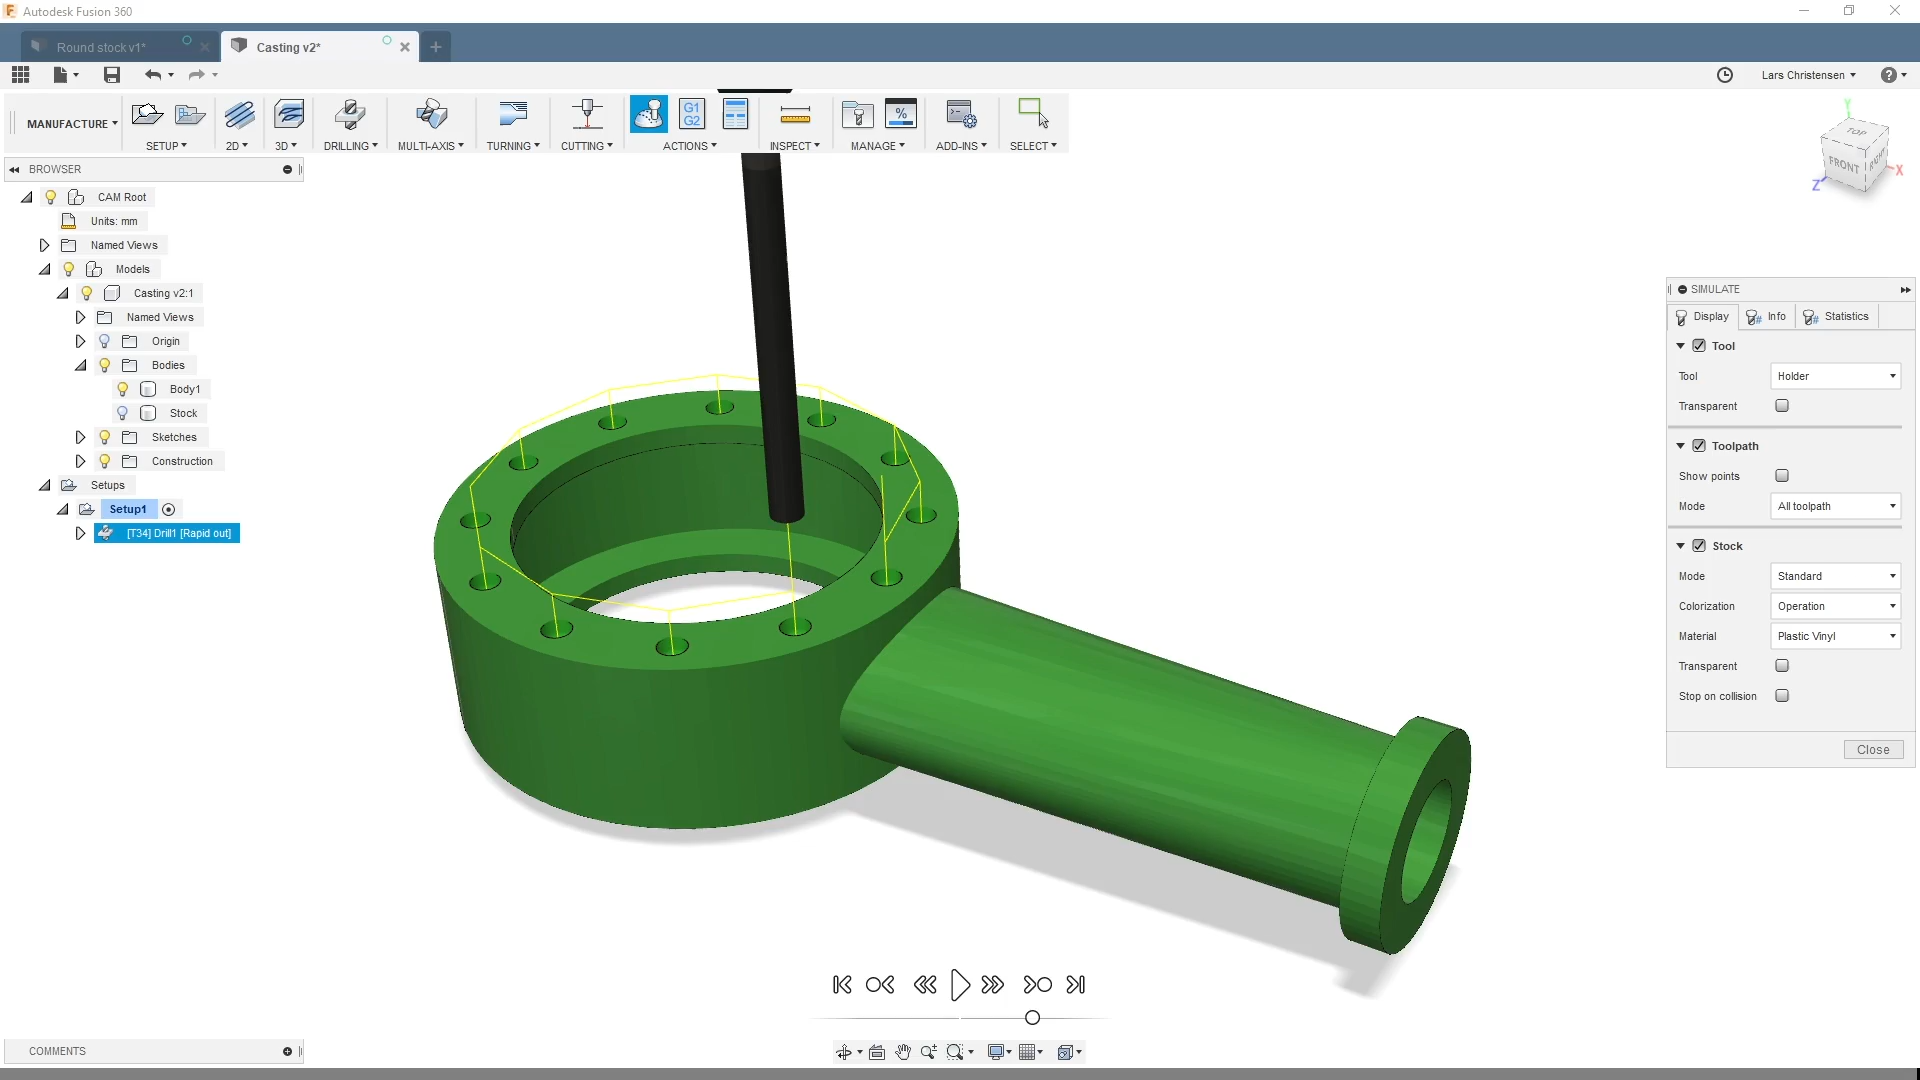 Autodesk Fusion 360
Round stock v1*
Casting v2*
Lars Christensen
MANUFACTURE
G1
G2
%
SETUP
2D
3D
DRILLING
MULTI-AXIS
TURNING
CUTTING
ACTIONS
INSPECT
MANAGE
ADD-INS
SELECT
BROWSER
CAM Root
Units: mm
Named Views
Models
Casting v2:1
Named Views
Origin
Bodies
Body1
Stock
Sketches
Construction
Setups
Setup1
[T34] Drill1 [Rapid out]
Y
TOP
FRONT
RIGHT
X
Z
SIMULATE
Display
Info
Statistics
Tool
Tool Holder
Transparent
Toolpath
Show points
Mode All toolpath
Stock
Mode Standard
Colorization Operation
Material Plastic Vinyl
Transparent
Stop on collision
Close
COMMENTS